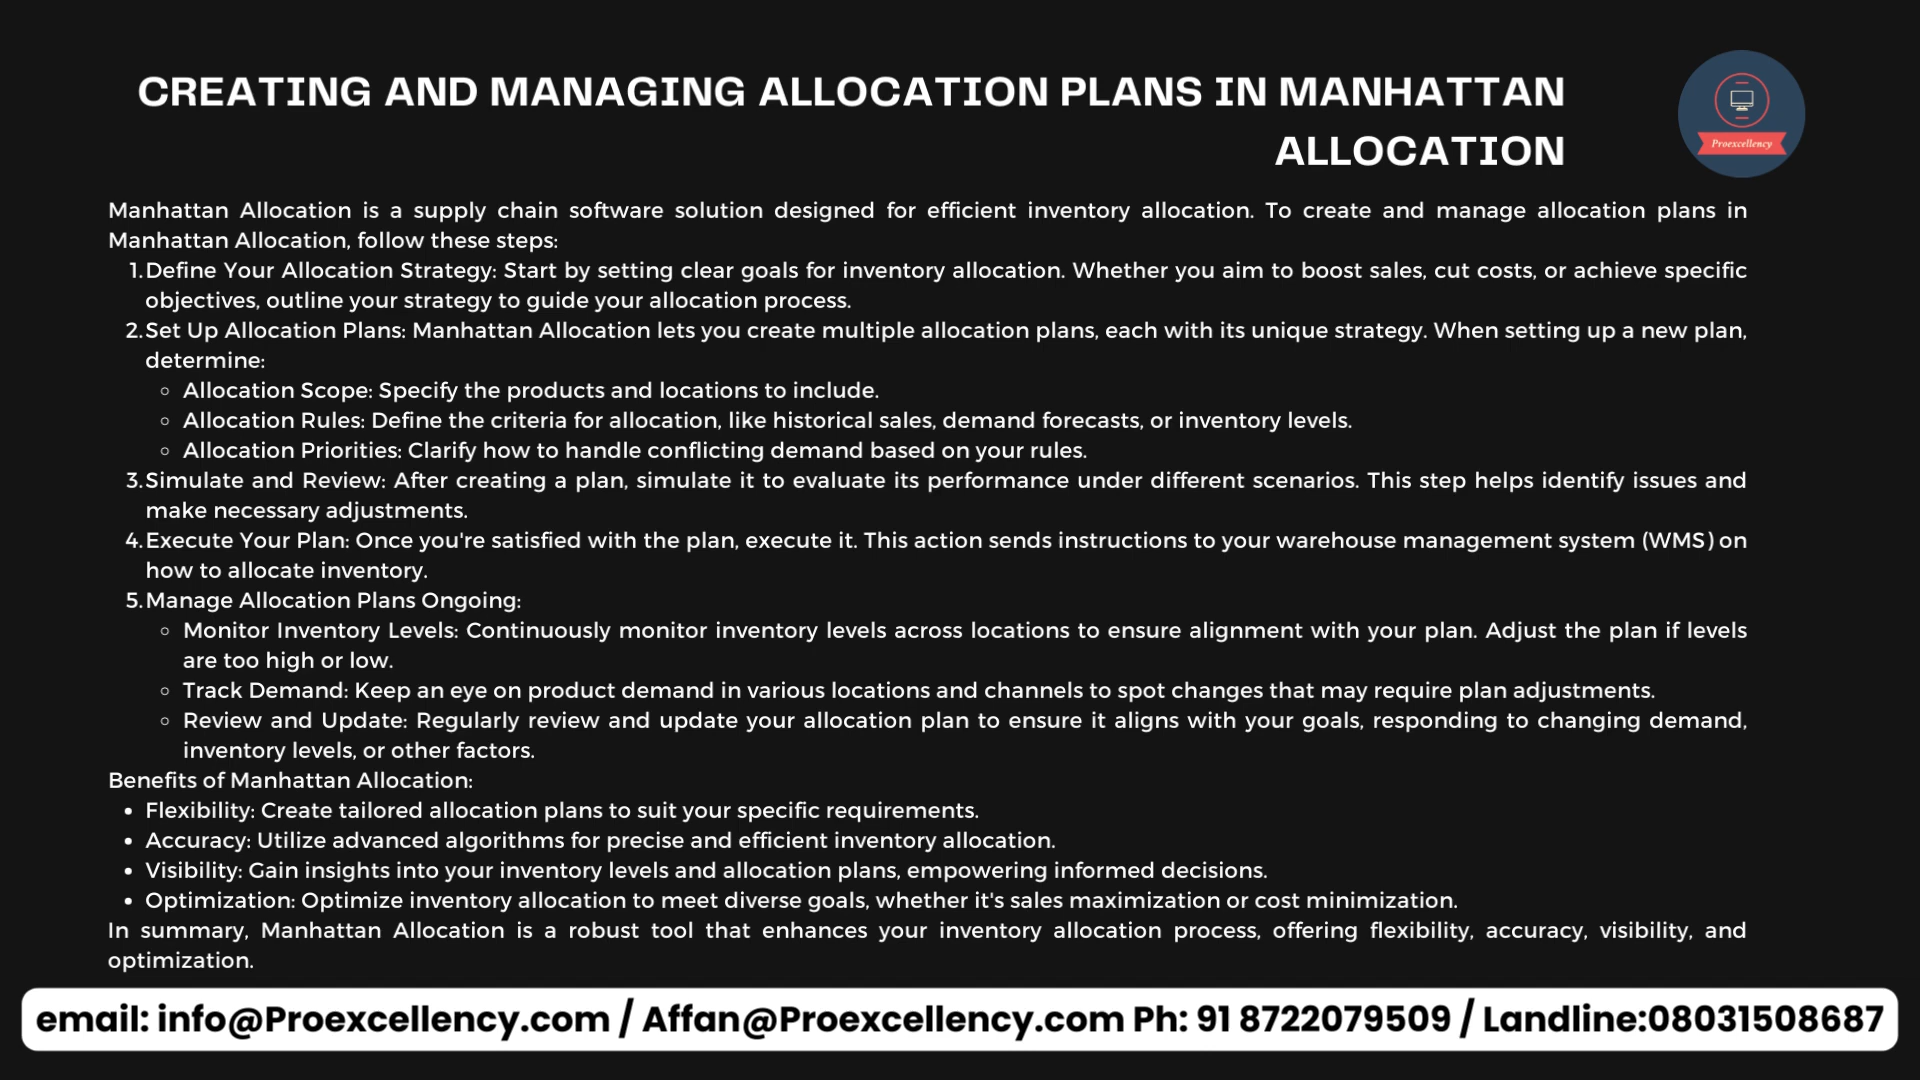 CREATING AND MANAGING ALLOCATION PLANS IN MANHATTAN
ALLOCATION
Proexcellency
Manhattan Allocation is a supply chain software solution designed for efficient inventory allocation. To create and manage allocation plans in
Manhattan Allocation, follow these steps:
1. Define Your Allocation Strategy: Start by setting clear goals for inventory allocation. Whether you aim to boost sales, cut costs, or achieve specific
objectives, outline your strategy to guide your allocation process.
2. Set Up Allocation Plans: Manhattan Allocation lets you create multiple allocation plans, each with its unique strategy. When setting up a new plan,
determine:
◦ Allocation Scope: Specify the products and locations to include.
◦ Allocation Rules: Define the criteria for allocation, like historical sales, demand forecasts, or inventory levels.
◦ Allocation Priorities: Clarify how to handle conflicting demand based on your rules.
3. Simulate and Review: After creating a plan, simulate it to evaluate its performance under different scenarios. This step helps identify issues and
make necessary adjustments.
4. Execute Your Plan: Once you're satisfied with the plan, execute it. This action sends instructions to your warehouse management system (WMS) on
how to allocate inventory.
5. Manage Allocation Plans Ongoing:
◦ Monitor Inventory Levels: Continuously monitor inventory levels across locations to ensure alignment with your plan. Adjust the plan if levels
are too high or low.
◦ Track Demand: Keep an eye on product demand in various locations and channels to spot changes that may require plan adjustments.
◦ Review and Update: Regularly review and update your allocation plan to ensure it aligns with your goals, responding to changing demand,
inventory levels, or other factors.
Benefits of Manhattan Allocation:
• Flexibility: Create tailored allocation plans to suit your specific requirements.
• Accuracy: Utilize advanced algorithms for precise and efficient inventory allocation.
• Visibility: Gain insights into your inventory levels and allocation plans, empowering informed decisions.
• Optimization: Optimize inventory allocation to meet diverse goals, whether it's sales maximization or cost minimization.
In summary, Manhattan Allocation is a robust tool that enhances your inventory allocation process, offering flexibility, accuracy, visibility, and
optimization.
email: info@Proexcellency.com / Affan@Proexcellency.com Ph: 91 8722079509 / Landline:08031508687